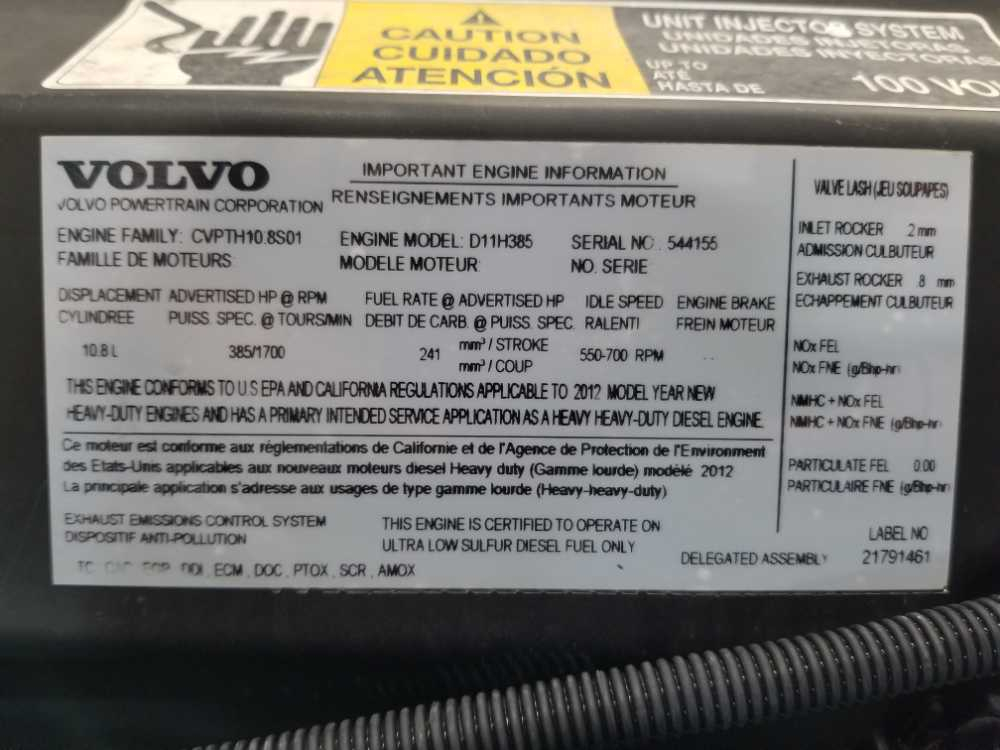 CAUTION
CUIDADO
ATENCIÓN
UNIT INJECTOR SYSTEM
UNIDADES INJETORAS
UNIDADES INYECTORAS
UP TO
ATÉ
HASTA DE
100
VOLVO
VOLVO POWERTRAIN CORPORATION
IMPORTANT ENGINE INFORMATION
RENSEIGNEMENTS IMPORTANTS MOTEUR
ENGINE FAMILY: CVPTH10.8S01 ENGINE MODEL: D11H385 SERIAL NO. 544155
FAMILLE DE MOTEURS MODELE MOTEUR NO. SERIE
DISPLACEMENT ADVERTISED HP @ RPM FUEL RATE @ ADVERTISED HP IDLE SPEED ENGINE BRAKE
CYLINDREE PUISS. SPEC. @ TOURS/MIN DEBIT DE CARB. @ PUISS. SPEC. RALENTI FREIN MOTEUR
10.8 L 385/1700 241 mm³ / STROKE 550-700 RPM
mm³ / COUP
THIS ENGINE CONFORMS TO U.S EPA AND CALIFORNIA REGULATIONS APPLICABLE TO 2012 MODEL YEAR NEW
HEAVY-DUTY ENGINES AND HAS A PRIMARY INTENDED SERVICE APPLICATION AS A HEAVY HEAVY-DUTY DIESEL ENGINE.
Ce moteur est conforme aux réglementations de Californie et de l'Agence de Protection de l'Environment
des Etats-Unis applicables aux nouveaux moteurs diesel Heavy duty (Gamme lourde) modèlé 2012
La principale application s'adresse aux usages de type gamme lourde (Heavy-heavy-duty)
EXHAUST EMISSIONS CONTROL SYSTEM
DISPOSITIF ANTI-POLLUTION
TC, CAC, EGR, DDI, ECM, DOC, PTOX, SCR, AMOX
THIS ENGINE IS CERTIFIED TO OPERATE ON
ULTRA LOW SULFUR DIESEL FUEL ONLY
DELEGATED ASSEMBLY
VALVE LASH (JEU SOUPAPES)
INLET ROCKER .2 mm
ADMISSION CULBUTEUR
EXHAUST ROCKER .8 mm
ECHAPPEMENT CULBUTEUR
NOx FEL
NOx FNE (g/Bhp-hr)
NMHC + NOx FEL
NMHC + NOx FNE (g/Bhp-hr)
PARTICULATE FEL 0.00
PARTICULAIRE FNE (g/Bhp-hr)
LABEL NO
21791461